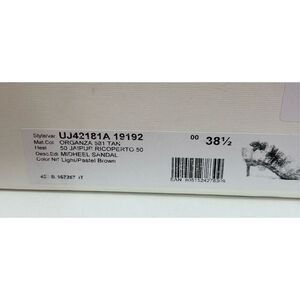 Style/var. UJ42181A 19192 00 38½
Mat.Col. ORGANZA 581 TAN
Heel 50 JAIPUR RICOPERTO 50
Desc.Edi MIDHEEL SANDAL
Color Nr. Light/Pastel Brown